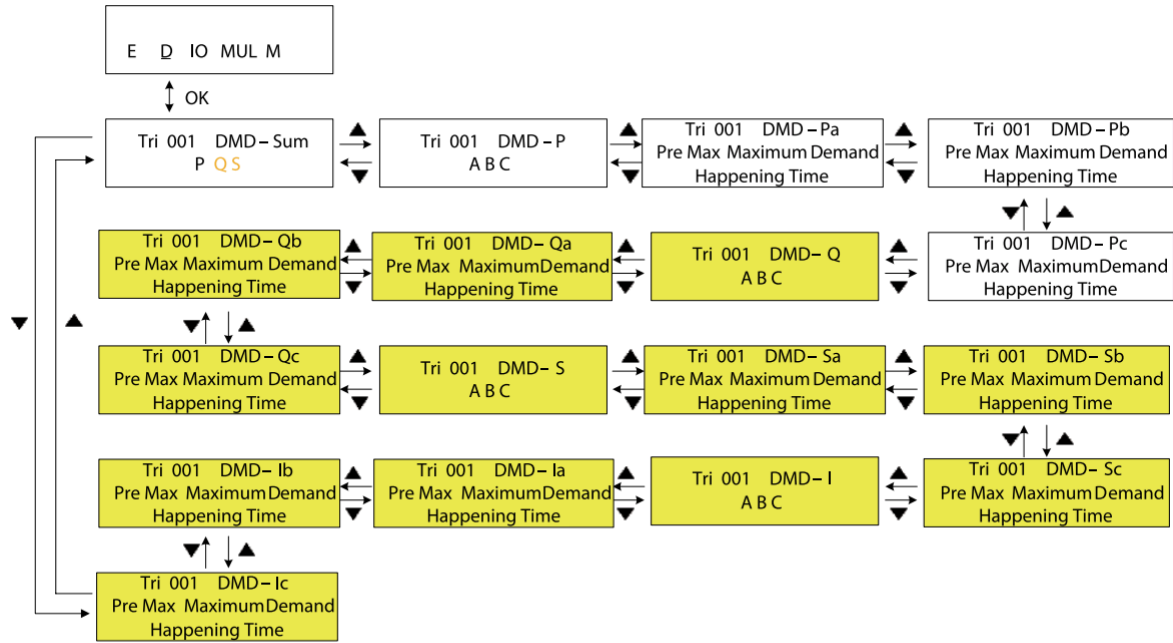 E D IO MUL M
OK
Tri 001 DMD–Sum
P Q S
Tri 001 DMD–P
A B C
Tri 001 DMD–Pa
Pre Max Maximum Demand
Happening Time
Tri 001 DMD–Pb
Pre Max Maximum Demand
Happening Time
Tri 001 DMD–Qb
Pre Max Maximum Demand
Happening Time
Tri 001 DMD–Qa
Pre Max MaximumDemand
Happening Time
Tri 001 DMD–Q
A B C
Tri 001 DMD–Pc
Pre Max Maximum Demand
Happening Time
Tri 001 DMD–Qc
Pre Max Maximum Demand
Happening Time
Tri 001 DMD–S
A B C
Tri 001 DMD–Sa
Pre Max Maximum Demand
Happening Time
Tri 001 DMD–Sb
Pre Max Maximum Demand
Happening Time
Tri 001 DMD–Ib
Pre Max Maximum Demand
Happening Time
Tri 001 DMD–Ia
Pre Max MaximumDemand
Happening Time
Tri 001 DMD–I
A B C
Tri 001 DMD–Sc
Pre Max Maximum Demand
Happening Time
Tri 001 DMD–Ic
Pre Max MaximumDemand
Happening Time